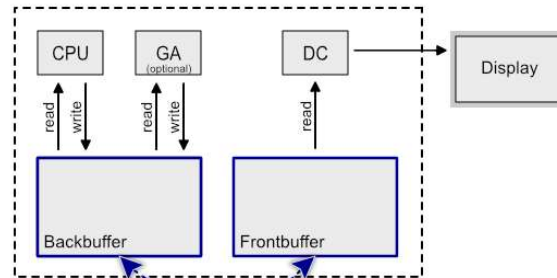 CPU
GA
(optional)
DC
Display
read
write
read
write
read
Backbuffer
Frontbuffer